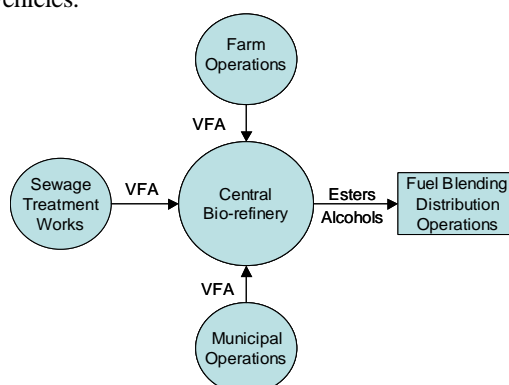 vehicles.
Farm
Operations
VFA
Sewage
Treatment
Works
VFA
Central
Bio-refinery
Esters
Alcohols
Fuel Blending
Distribution
Operations
VFA
Municipal
Operations